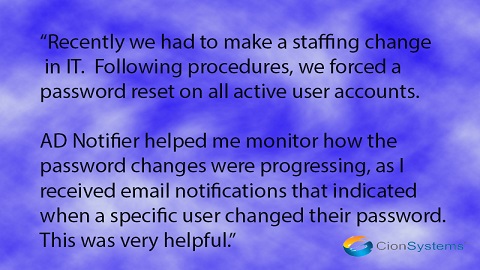 “Recently we had to make a staffing change
in IT.  Following procedures, we forced a
password reset on all active user accounts.

AD Notifier helped me monitor how the
password changes were progressing, as I
received email notifications that indicated
when a specific user changed their password.
This was very helpful.”
CionSystems